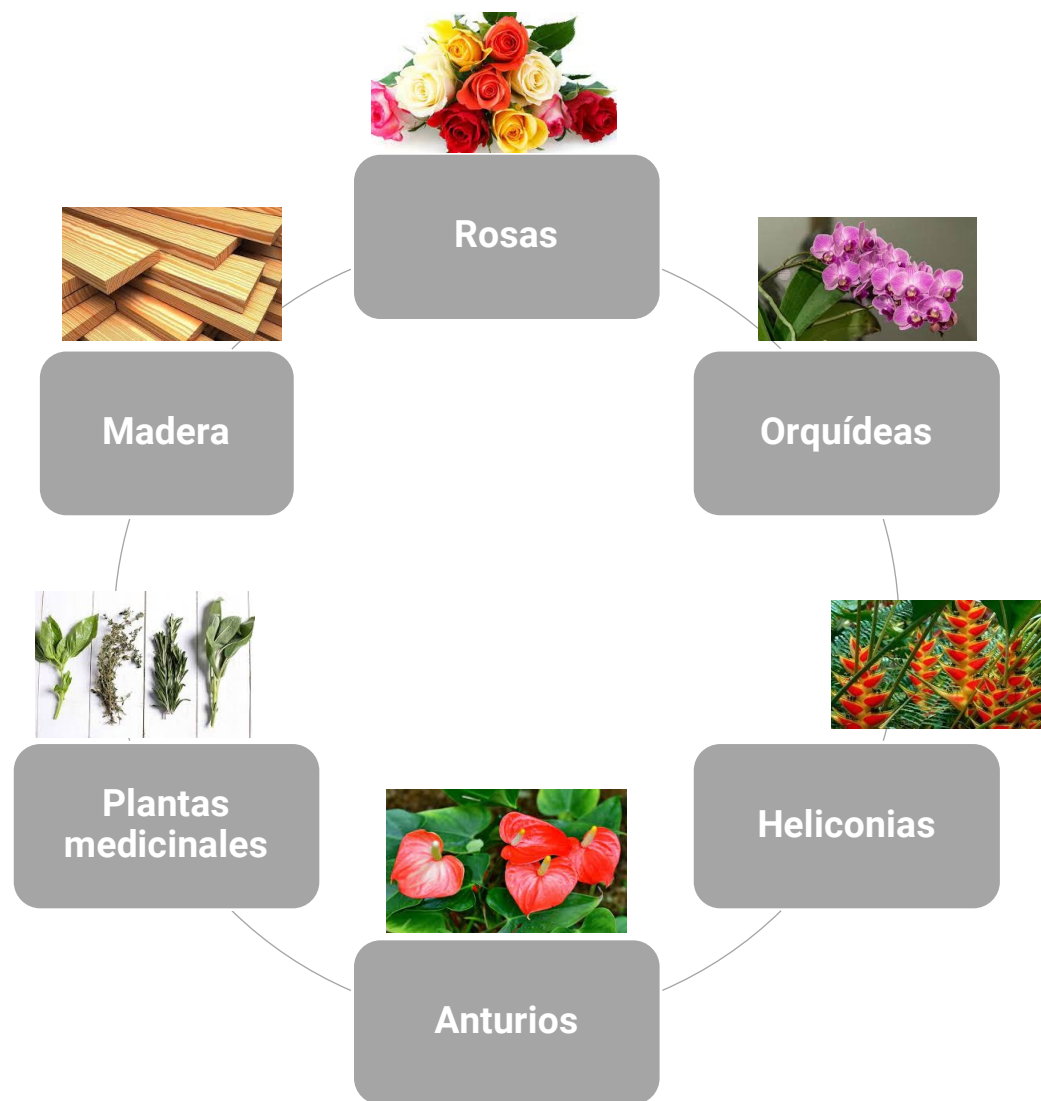 Rosas
Orquídeas
Heliconias
Anturios
Plantas
medicinales
Madera